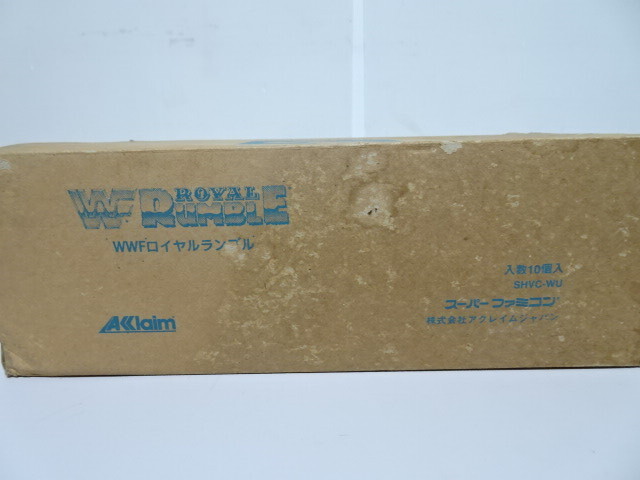 WF ROYAL RUMBLE
WWFロイヤルランブル
入数10個入
SHVC-WU
AKklaim
スーパーファミコン
株式会社アクレイムジャパン